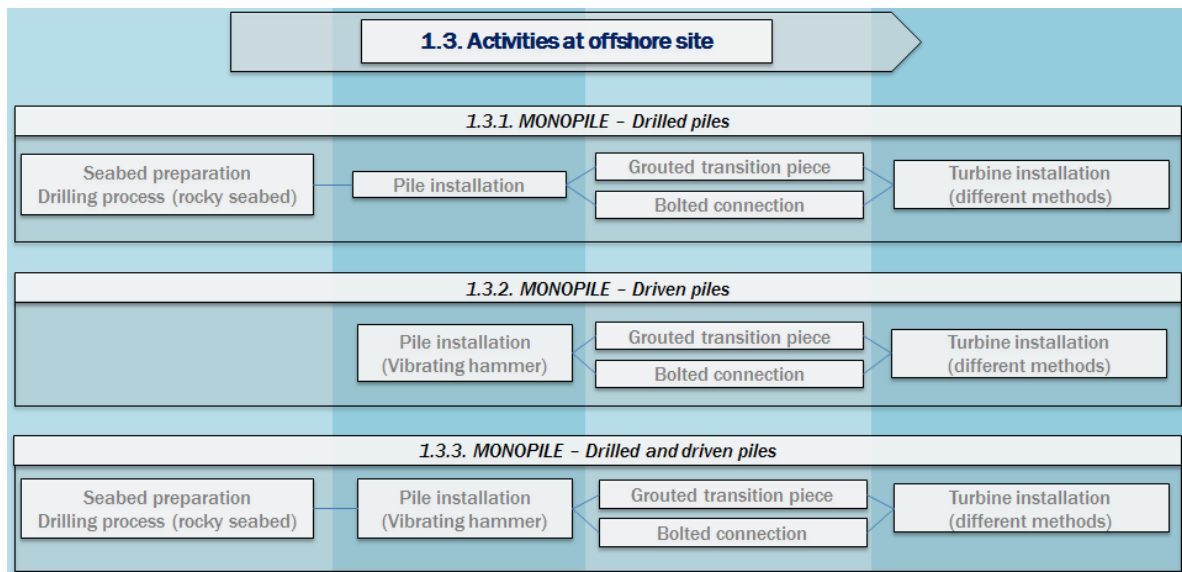 1.3. Activities at offshore site
1.3.1. MONOPILE – Drilled piles
Seabed preparation
Drilling process (rocky seabed)
Pile installation
Grouted transition piece
Bolted connection
Turbine installation
(different methods)
1.3.2. MONOPILE – Driven piles
Pile installation
(Vibrating hammer)
Grouted transition piece
Bolted connection
Turbine installation
(different methods)
1.3.3. MONOPILE – Drilled and driven piles
Seabed preparation
Drilling process (rocky seabed)
Pile installation
(Vibrating hammer)
Grouted transition piece
Bolted connection
Turbine installation
(different methods)